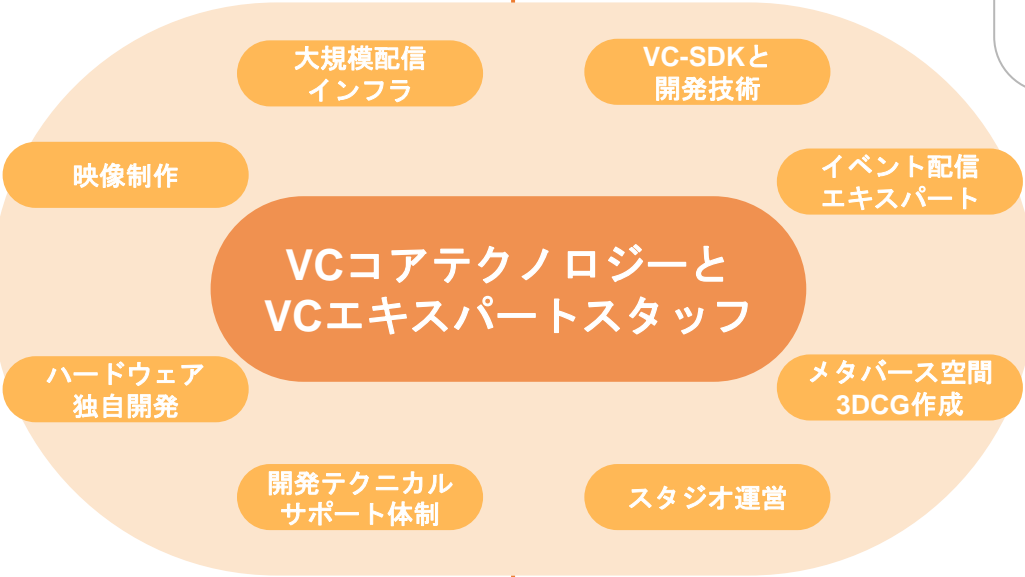 大規模配信
インフラ
VC-SDKと
開発技術
映像制作
イベント配信
エキスパート
VCコアテクノロジーと
VCエキスパートスタッフ
ハードウェア
独自開発
メタバース空間
3DCG作成
開発テクニカル
サポート体制
スタジオ運営